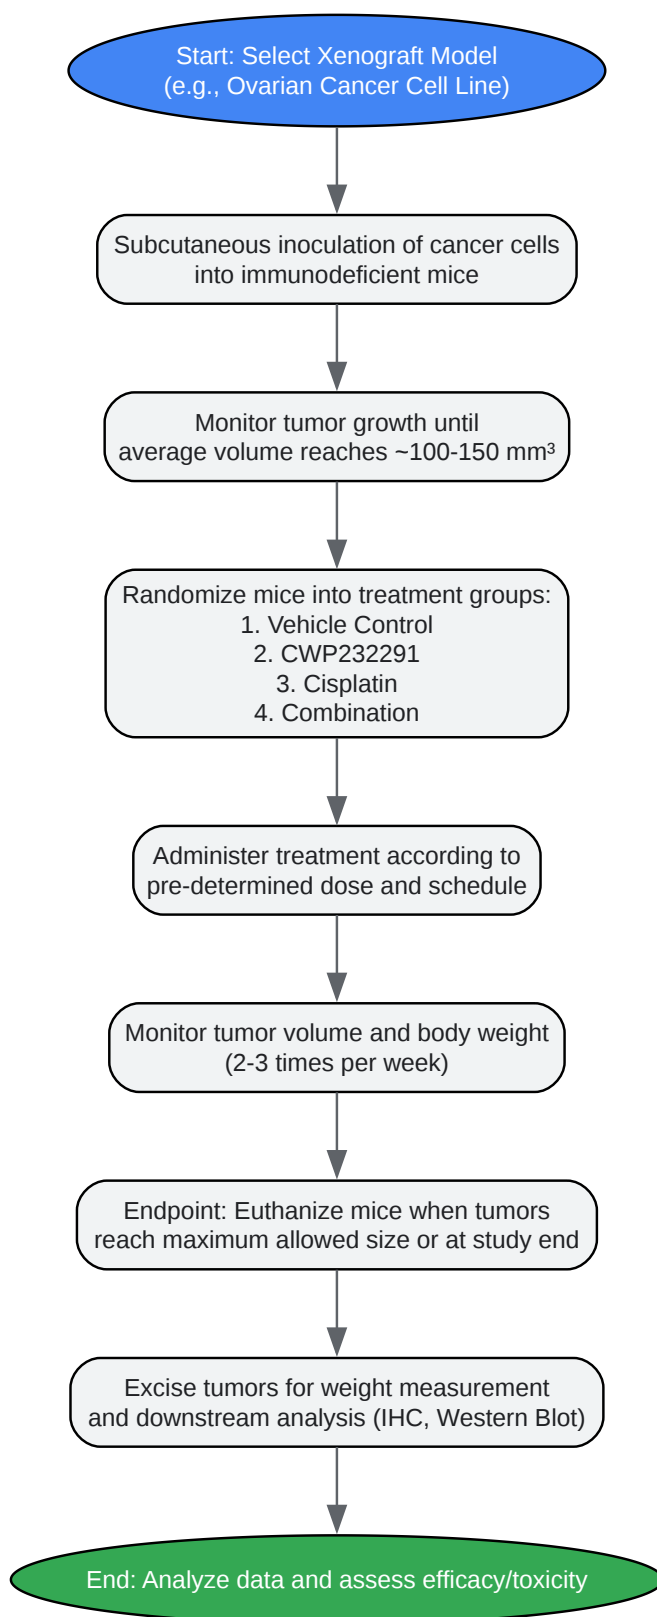 Start: Select Xenograft Model
(e.g., Ovarian Cancer Cell Line)
Subcutaneous inoculation of cancer cells
into immunodeficient mice
Monitor tumor growth until
average volume reaches ~100-150 mm³
Randomize mice into treatment groups:
1. Vehicle Control
2. CWP232291
3. Cisplatin
4. Combination
Administer treatment according to
pre-determined dose and schedule
Monitor tumor volume and body weight
(2-3 times per week)
Endpoint: Euthanize mice when tumors
reach maximum allowed size or at study end
Excise tumors for weight measurement
and downstream analysis (IHC, Western Blot)
End: Analyze data and assess efficacy/toxicity